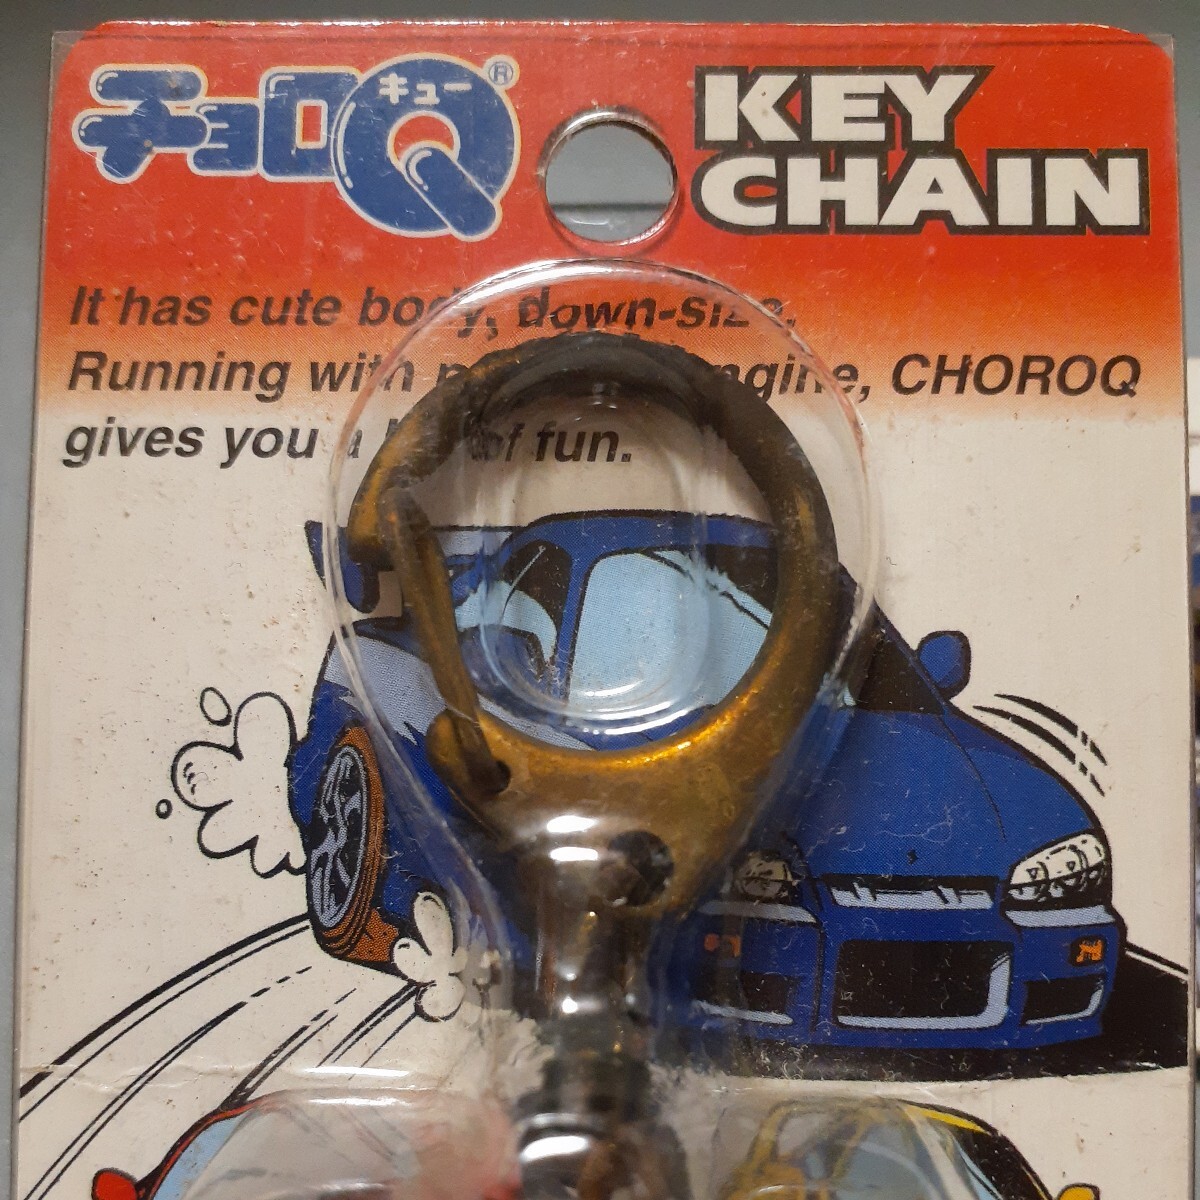 チョロQ
キュー
®
KEY
CHAIN
It has cute body, down-size.
Running with engine, CHOROQ
gives you a of fun.